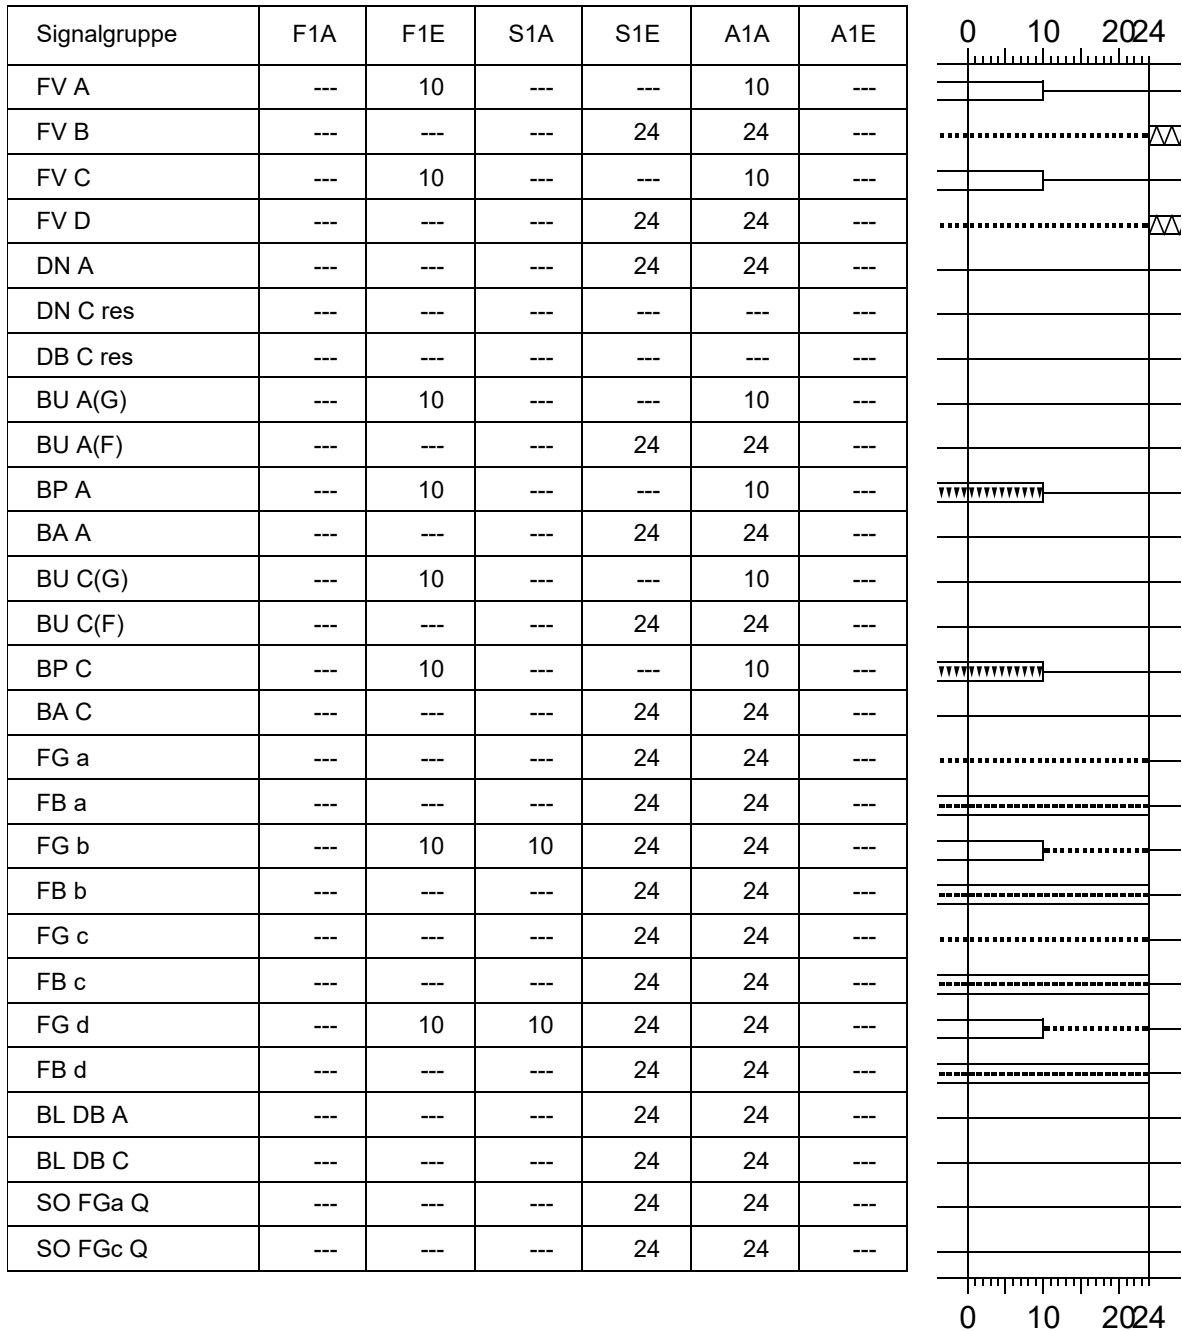 Signalgruppe F1A F1E S1A S1E A1A A1E 0 10 20 24
FV A --- 10 --- --- 10 ---
FV B --- --- --- 24 24 ---
FV C --- 10 --- --- 10 ---
FV D --- --- --- 24 24 ---
DN A --- --- --- 24 24 ---
DN C res --- --- --- --- --- ---
DB C res --- --- --- --- --- ---
BU A(G) --- 10 --- --- 10 ---
BU A(F) --- --- --- 24 24 ---
BP A --- 10 --- --- 10 ---
BA A --- --- --- 24 24 ---
BU C(G) --- 10 --- --- 10 ---
BU C(F) --- --- --- 24 24 ---
BP C --- 10 --- --- 10 ---
BA C --- --- --- 24 24 ---
FG a --- --- --- 24 24 ---
FB a --- --- --- 24 24 ---
FG b --- 10 10 24 24 ---
FB b --- --- --- 24 24 ---
FG c --- --- --- 24 24 ---
FB c --- --- --- 24 24 ---
FG d --- 10 10 24 24 ---
FB d --- --- --- 24 24 ---
BL DB A --- --- --- 24 24 ---
BL DB C --- --- --- 24 24 ---
SO FGa Q --- --- --- 24 24 ---
SO FGc Q --- --- --- 24 24 ---
0 10 20 24